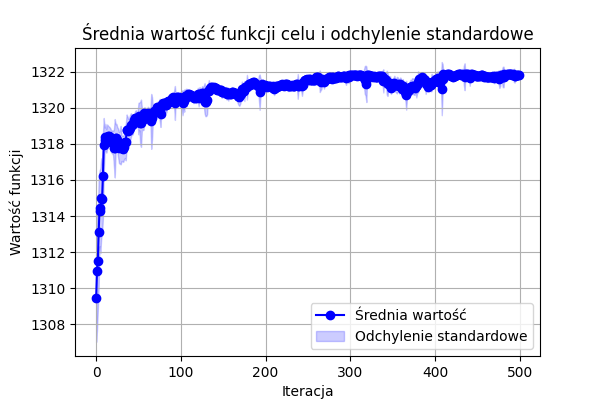 Średnia wartość funkcji celu i odchylenie standardowe
Wartość funkcji
1322
1320
1318
1316
1314
1312
1310
1308
0 100 200 300 400 500
Iteracja
Średnia wartość
Odchylenie standardowe